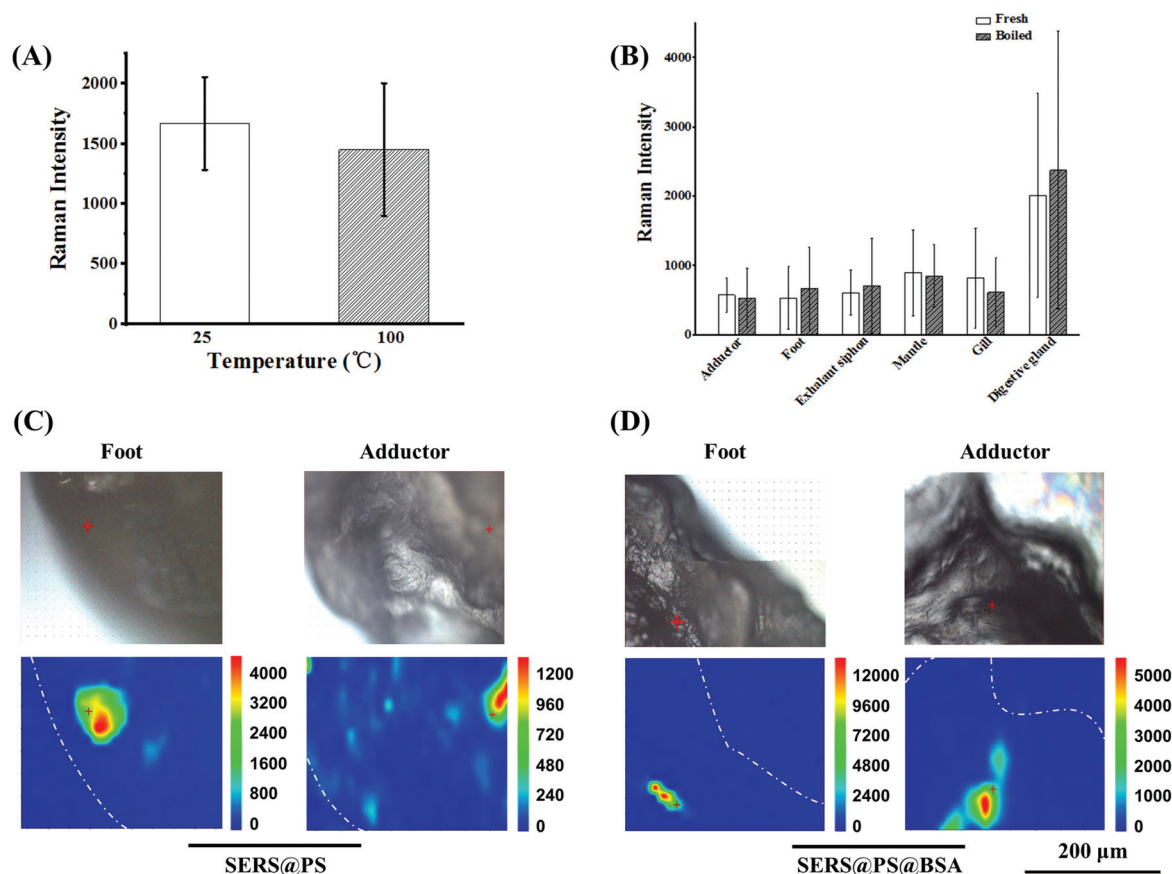 (A)
Raman Intensity
2000
1500
1000
500
0
25
100
Temperature (℃)
(B)
Fresh
Boiled
Raman Intensity
4000
3000
2000
1000
0
Adductor
Foot
Exhalant siphon
Mantle
Gill
Digestive gland
(C)
Foot
Adductor
4000
3200
2400
1600
800
0
1200
960
720
480
240
0
SERS@PS
(D)
Foot
Adductor
12000
9600
7200
4800
2400
0
5000
4000
3000
2000
1000
0
SERS@PS@BSA
200 μm